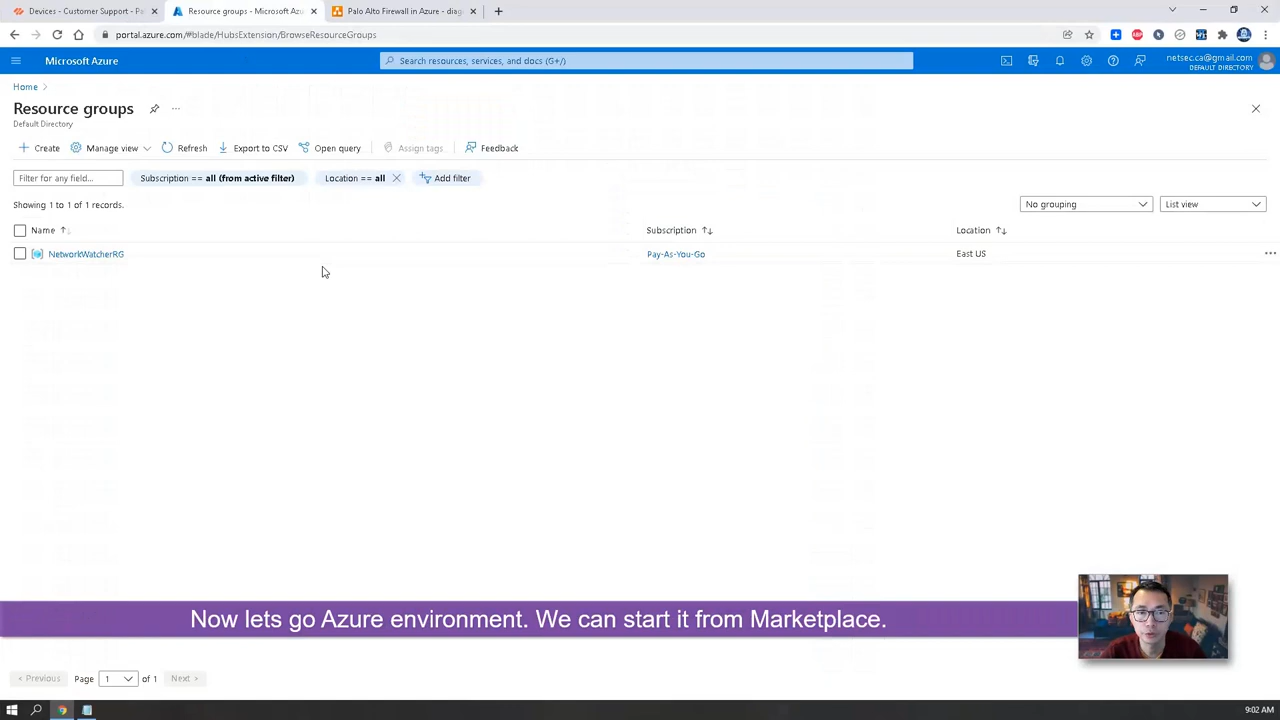 Devices - Customer Support - Pa
Resource groups - Microsoft Azu
Palo Alto Firewall in Azure - diag
portal.azure.com/#blade/HubsExtension/BrowseResourceGroups
Microsoft Azure
Search resources, services, and docs (G+/)
netsec.ca@gmail.com
DEFAULT DIRECTORY
Home
Resource groups
Default Directory
Create
Manage view
Refresh
Export to CSV
Open query
Assign tags
Feedback
Filter for any field...
Subscription == all (from active filter)
Location == all
Add filter
Showing 1 to 1 of 1 records.
No grouping
List view
Name
Subscription
Location
NetworkWatcherRG
Pay-As-You-Go
East US
Now lets go Azure environment. We can start it from Marketplace.
< Previous
Page
1
of 1
Next >
9:02 AM